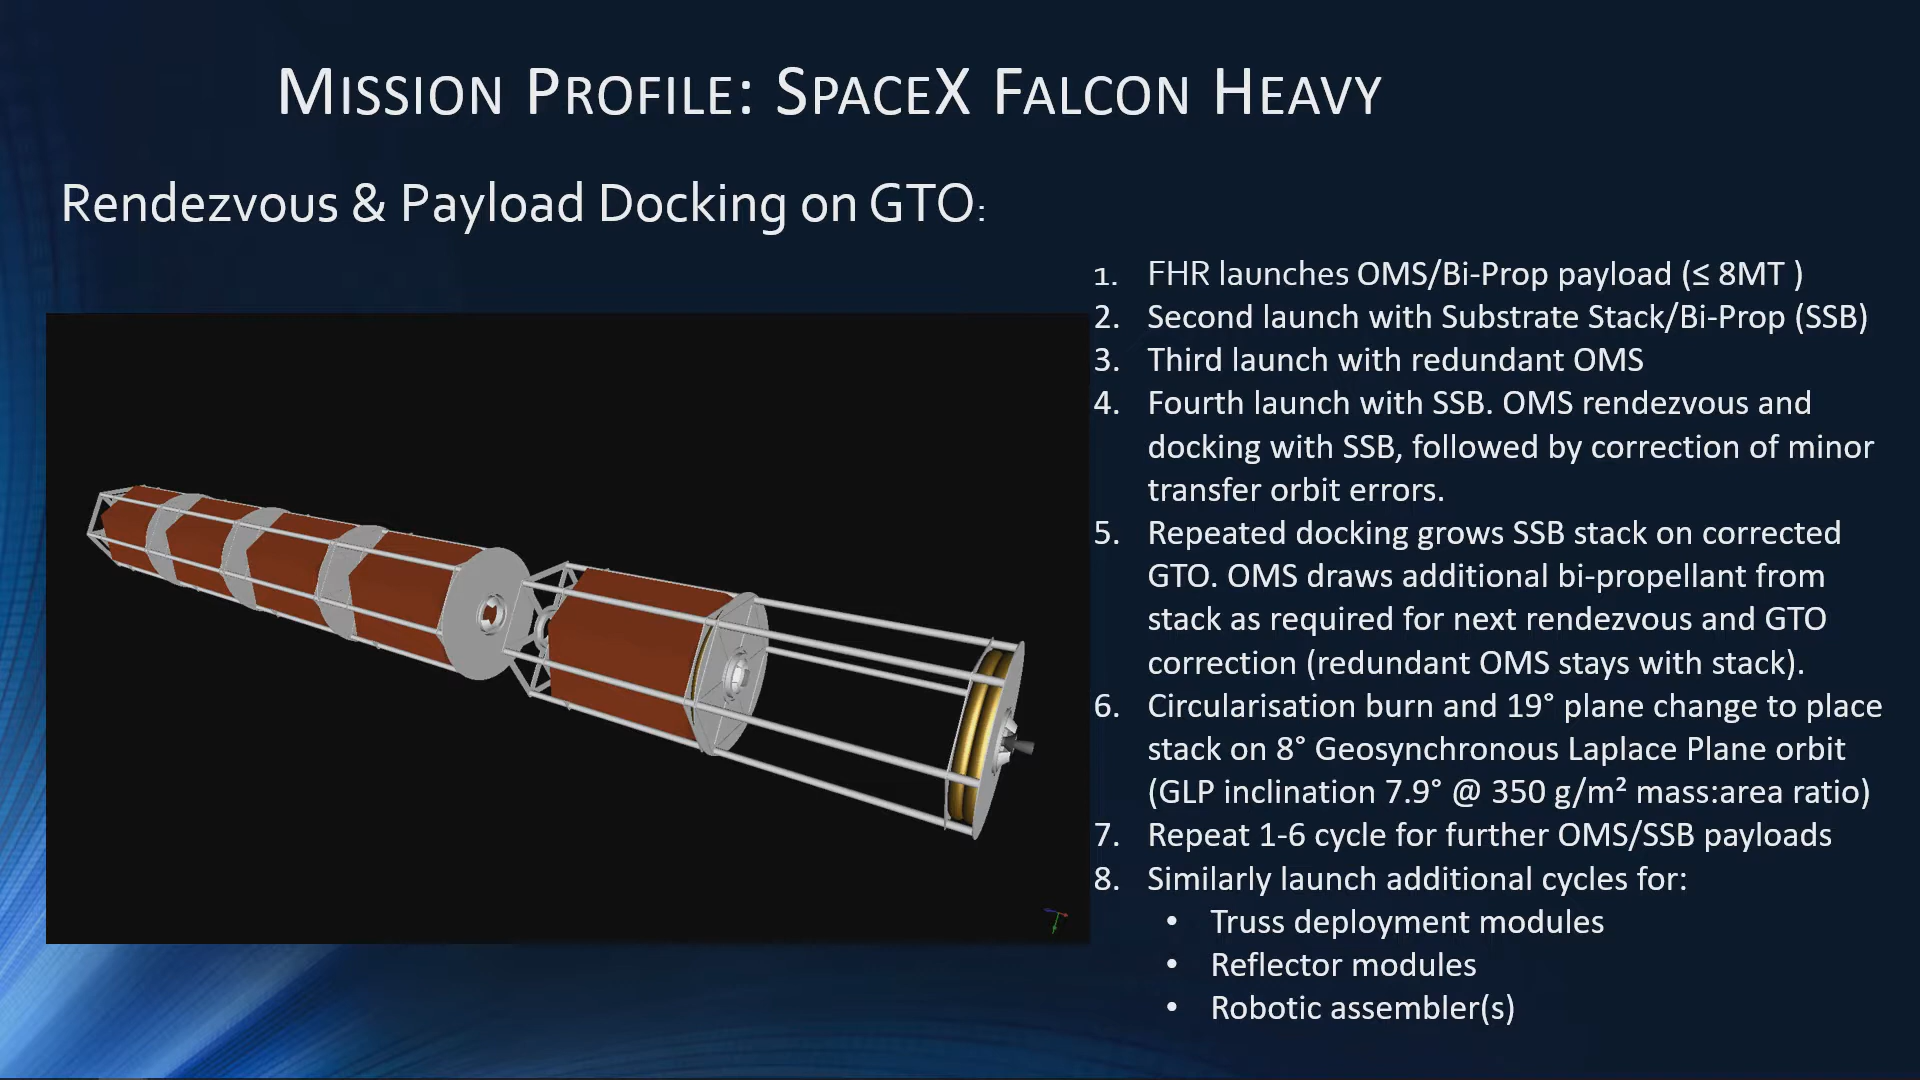 MISSION PROFILE: SPACEX FALCON HEAVY
Rendezvous & Payload Docking on GTO:
1. FHR launches OMS/Bi-Prop payload (≤ 8MT )
2. Second launch with Substrate Stack/Bi-Prop (SSB)
3. Third launch with redundant OMS
4. Fourth launch with SSB. OMS rendezvous and
docking with SSB, followed by correction of minor
transfer orbit errors.
5. Repeated docking grows SSB stack on corrected
GTO. OMS draws additional bi-propellant from
stack as required for next rendezvous and GTO
correction (redundant OMS stays with stack).
6. Circularisation burn and 19° plane change to place
stack on 8° Geosynchronous Laplace Plane orbit
(GLP inclination 7.9° @ 350 g/m² mass:area ratio)
7. Repeat 1-6 cycle for further OMS/SSB payloads
8. Similarly launch additional cycles for:
• Truss deployment modules
• Reflector modules
• Robotic assembler(s)